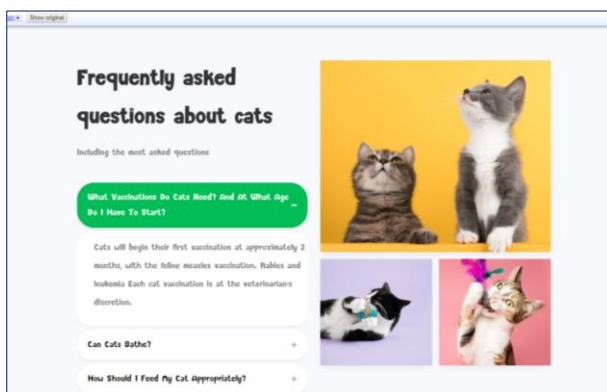 Show original
Frequently asked
questions about cats
Including the most asked questions
What Vaccinations Do Cats Need? And At What Age
Do I Have To Start?
Cats will begin their first vaccination at approximately 2
months, with the feline measles vaccination. Rabies and
leukemia Each cat vaccination is at the veterinarian's
discretion.
Can Cats Bathe?
How Should I Feed My Cat Appropriately?